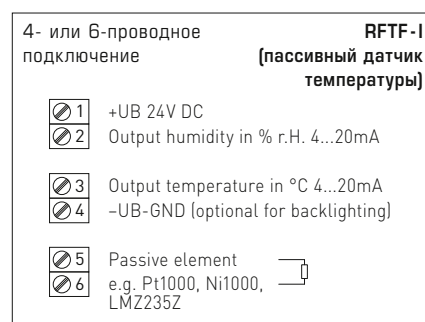 4- или 6-проводное
подключение
RFTF-I
(пассивный датчик
температуры)
1 +UB 24V DC
2 Output humidity in % r.H. 4...20mA
3 Output temperature in °C 4...20mA
4 –UB-GND (optional for backlighting)
5 Passive element
6 e.g. Pt1000, Ni1000,
LMZ235Z